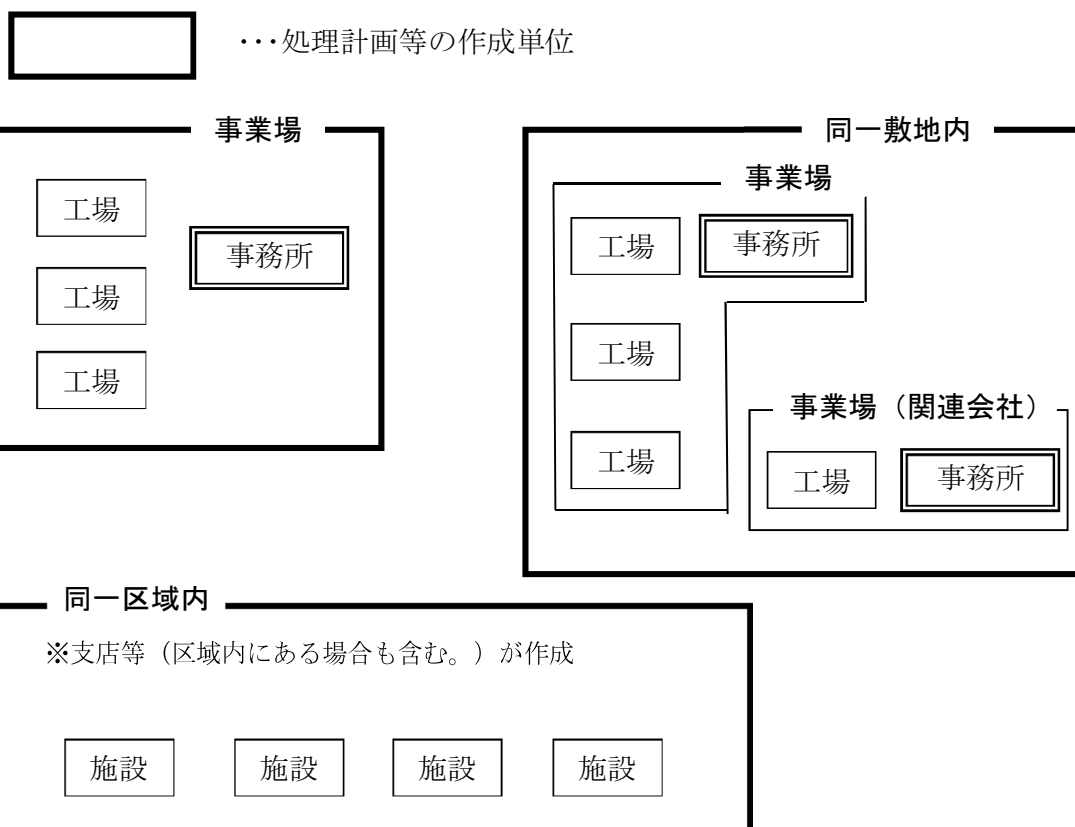 ･･･処理計画等の作成単位
事業場
工場
事務所
工場
工場
同一敷地内
事業場
工場
事務所
工場
工場
事業場（関連会社）
工場
事務所
同一区域内
※支店等（区域内にある場合も含む。）が作成
施設
施設
施設
施設